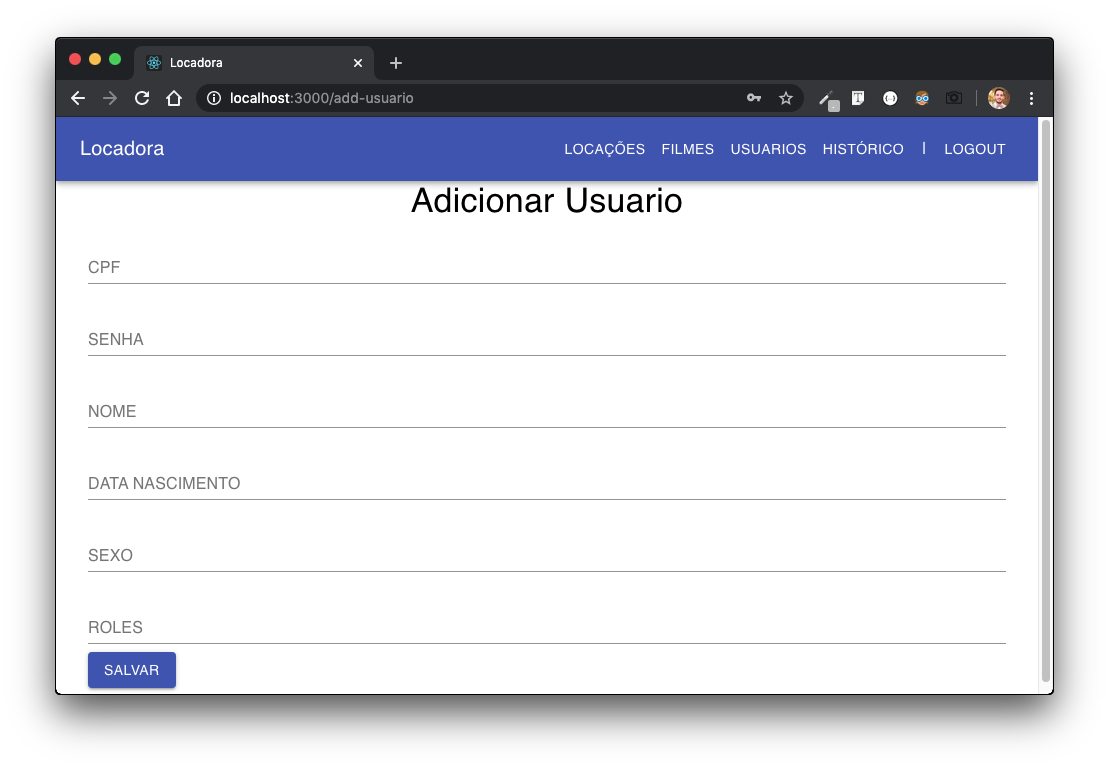 Locadora
localhost:3000/add-usuario
Locadora
LOCAÇÕES FILMES USUARIOS HISTÓRICO | LOGOUT
Adicionar Usuario
CPF
SENHA
NOME
DATA NASCIMENTO
SEXO
ROLES
SALVAR